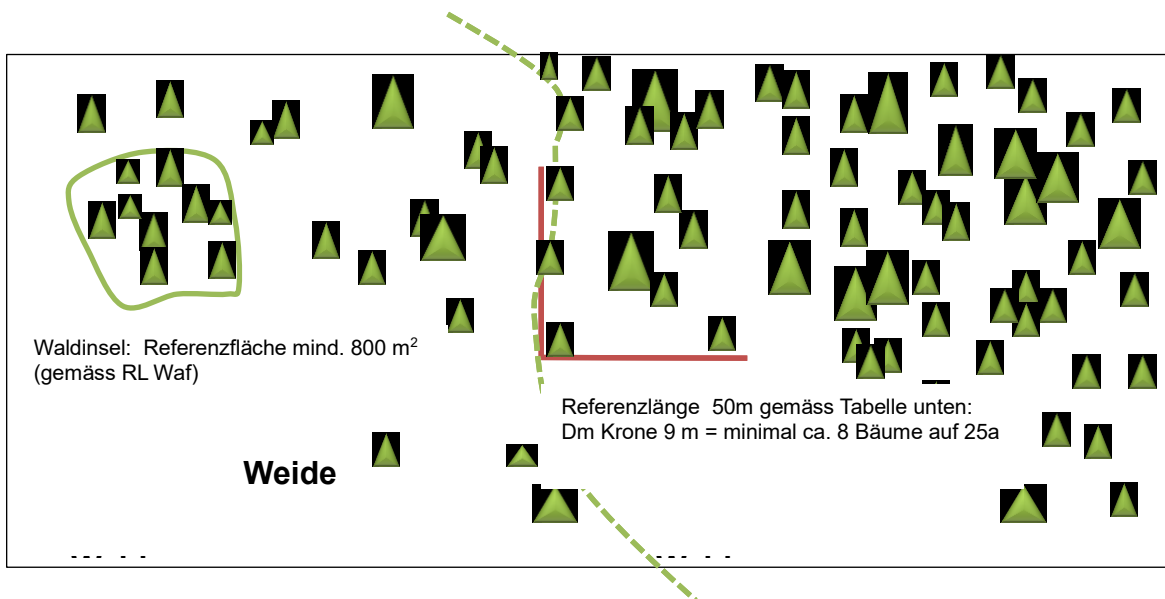 Waldinsel: Referenzfläche mind. 800 m²
(gemäss RL Waf)
Referenzlänge 50m gemäss Tabelle unten:
Dm Krone 9 m = minimal ca. 8 Bäume auf 25a
Weide